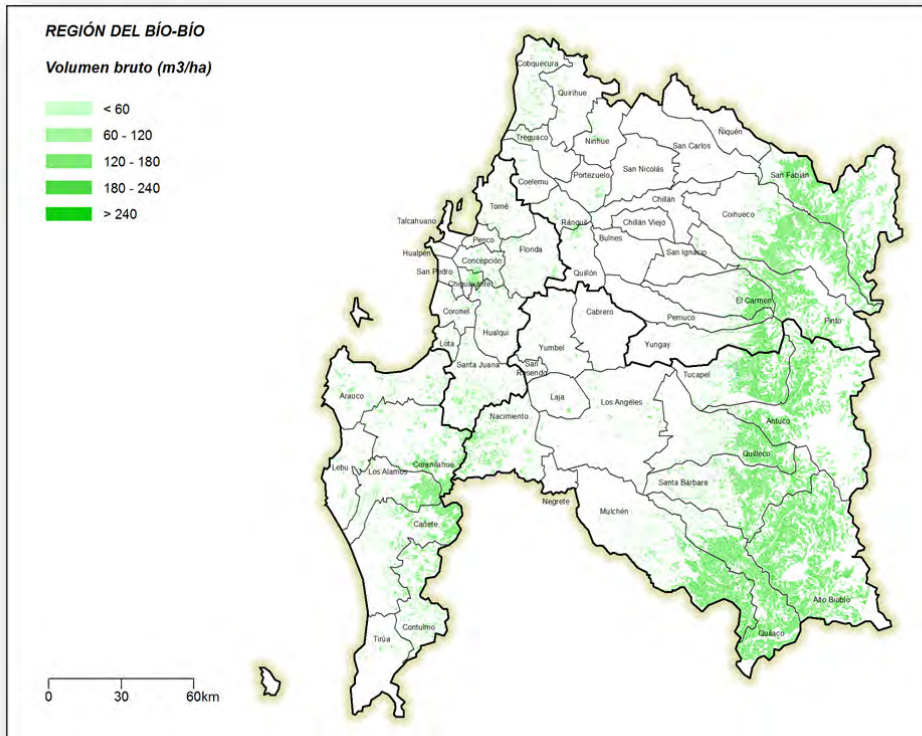 REGIÓN DEL BÍO-BÍO
Volumen bruto (m3/ha)
< 60
60 - 120
120 - 180
180 - 240
> 240
Cobquecura
Quirihue
Ñiquén
Treguaco
Ninhue
San Carlos
San Nicolás
San Fabián
Portezuelo
Coelemu
Chillán
Tomé
Coihueco
Talcahuano
Ránquil
Chillán Viejo
Bulnes
Penco
Florida
Hualpén
Concepción
San Ignacio
San Pedro
Quillón
Chiguayante
El Carmen
Coronel
Pemuco
Pinto
Cabrero
Hualqui
Lota
Yumbel
Yungay
San Rosendo
Santa Juana
Tucapel
Arauco
Laja
Los Angeles
Nacimiento
Antuco
Quilleco
Curanilahue
Lebu
Los Alamos
Santa Bárbara
Negrete
Mulchén
Cañete
Alto Biobío
Contulmo
Quilaco
Tirúa
0 30 60km